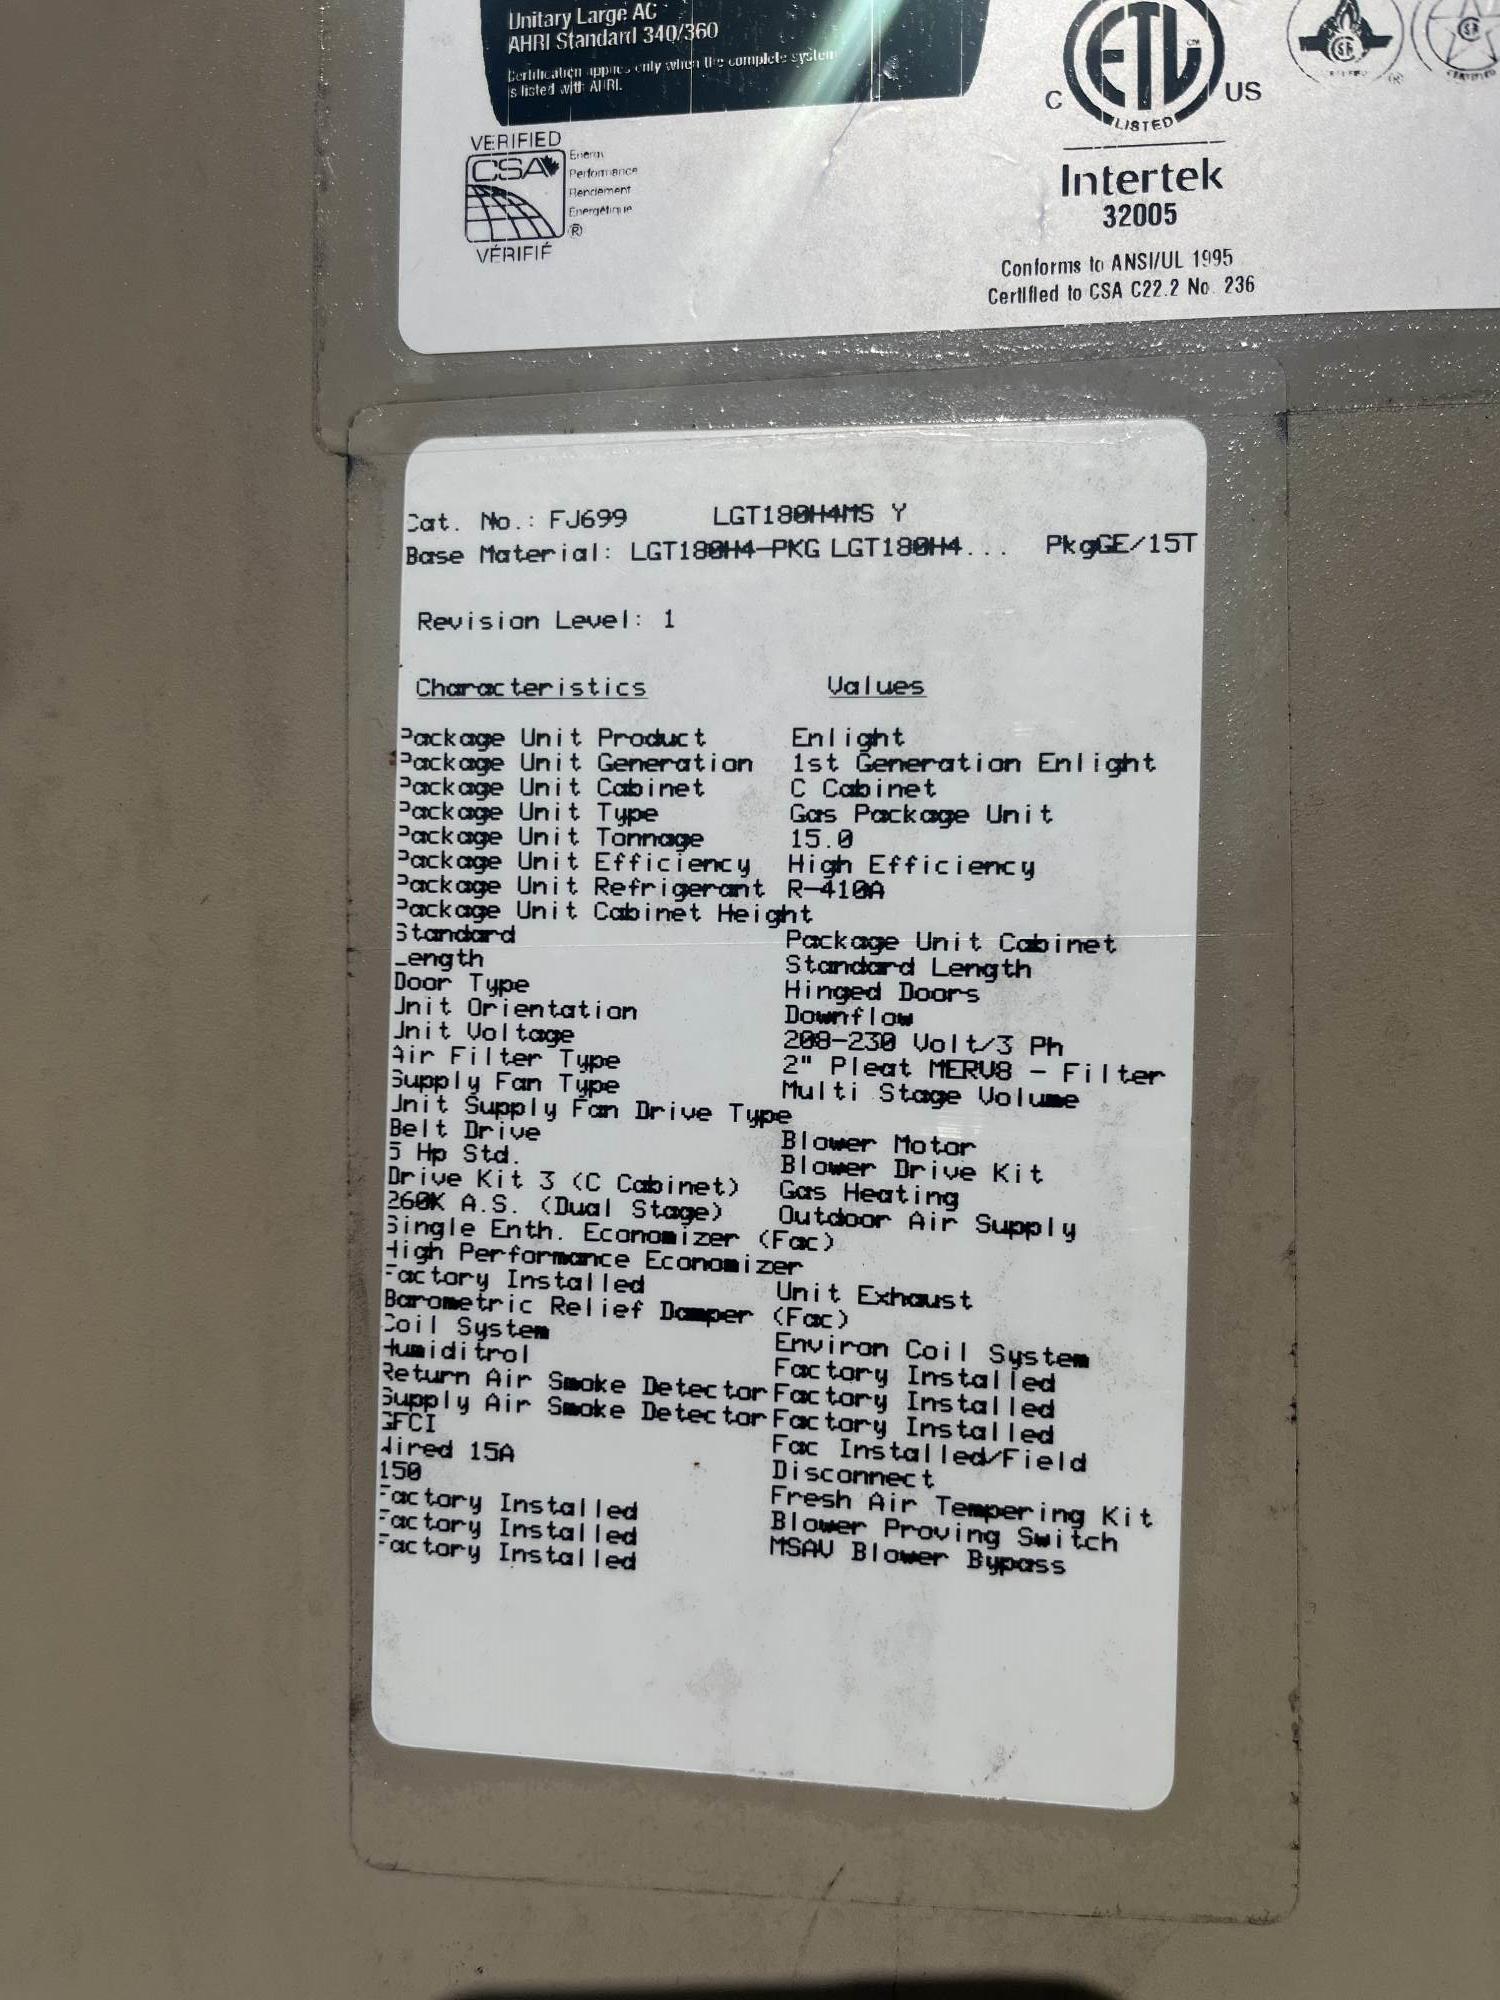 Unitary Large AC
AHRI Standard 340/360
Certification applies only when the complete system
is listed with AHRI.
VERIFIED
CSA
Energy
Performance
Rendement
Énergétique
®
VÉRIFIÉ
ETL
C US
LISTED
Intertek
32005
Conforms to ANSI/UL 1995
Certified to CSA C22.2 No. 236
Cat. No.: FJ699 LGT180H4MS Y
Base Material: LGT180H4-PKG LGT180H4... PkgGE/15T
Revision Level: 1
Characteristics Values
Package Unit Product Enlight
Package Unit Generation 1st Generation Enlight
Package Unit Cabinet C Cabinet
Package Unit Type Gas Package Unit
Package Unit Tonnage 15.0
Package Unit Efficiency High Efficiency
Package Unit Refrigerant R-410A
Package Unit Cabinet Height
Standard Package Unit Cabinet
Length Standard Length
Door Type Hinged Doors
Unit Orientation Downflow
Unit Voltage 208-230 Volt/3 Ph
Air Filter Type 2" Pleat MERV8 - Filter
Supply Fan Type Multi Stage Volume
Unit Supply Fan Drive Type
Belt Drive Blower Motor
5 Hp Std. Blower Drive Kit
Drive Kit 3 (C Cabinet) Gas Heating
260K A.S. (Dual Stage) Outdoor Air Supply
Single Enth. Economizer (Fac)
High Performance Economizer
Factory Installed Unit Exhaust
Barometric Relief Damper (Fac)
Coil System Environ Coil System
Humiditrol Factory Installed
Return Air Smoke Detector Factory Installed
Supply Air Smoke Detector Factory Installed
GFCI Fac Installed/Field
Wired 15A Disconnect
150 Fresh Air Tempering Kit
Factory Installed Blower Proving Switch
Factory Installed MSAV Blower Bypass
Factory Installed